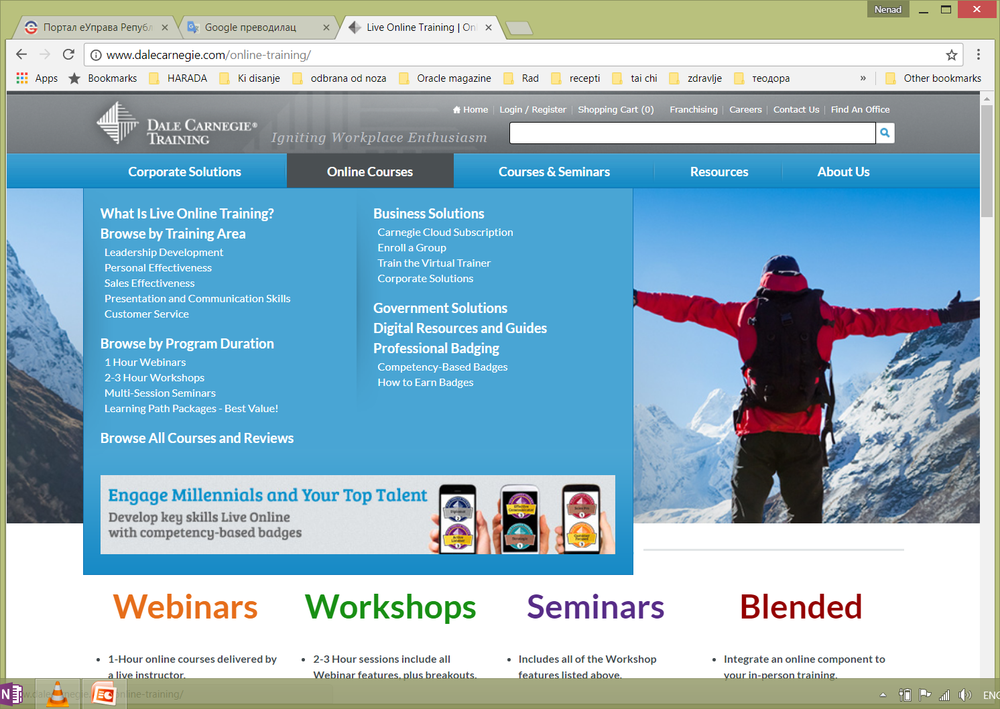 Nenad
Портал еУправа Републ
Google преводилац
Live Online Training | Onl
www.dalecarnegie.com/online-training/
Apps
Bookmarks
HARADA
Ki disanje
odbrana od noza
Oracle magazine
Rad
recepti
tai chi
zdravlje
теодора
»
Other bookmarks
DALE CARNEGIE®
TRAINING
Igniting Workplace Enthusiasm
Home
Login / Register
Shopping Cart (0)
Franchising
Careers
Contact Us
Find An Office
Corporate Solutions
Online Courses
Courses & Seminars
Resources
About Us
What Is Live Online Training?
Browse by Training Area
Leadership Development
Personal Effectiveness
Sales Effectiveness
Presentation and Communication Skills
Customer Service
Browse by Program Duration
1 Hour Webinars
2-3 Hour Workshops
Multi-Session Seminars
Learning Path Packages - Best Value!
Browse All Courses and Reviews
Business Solutions
Carnegie Cloud Subscription
Enroll a Group
Train the Virtual Trainer
Corporate Solutions
Government Solutions
Digital Resources and Guides
Professional Badging
Competency-Based Badges
How to Earn Badges
Engage Millennials and Your Top Talent
Develop key skills Live Online
with competency-based badges
Webinars
• 1-Hour online courses delivered by
a live instructor.
Workshops
• 2-3 Hour sessions include all
Webinar features, plus breakouts.
Seminars
• Includes all of the Workshop
features listed above.
Blended
• Integrate an online component to
your in-person training.
ENG